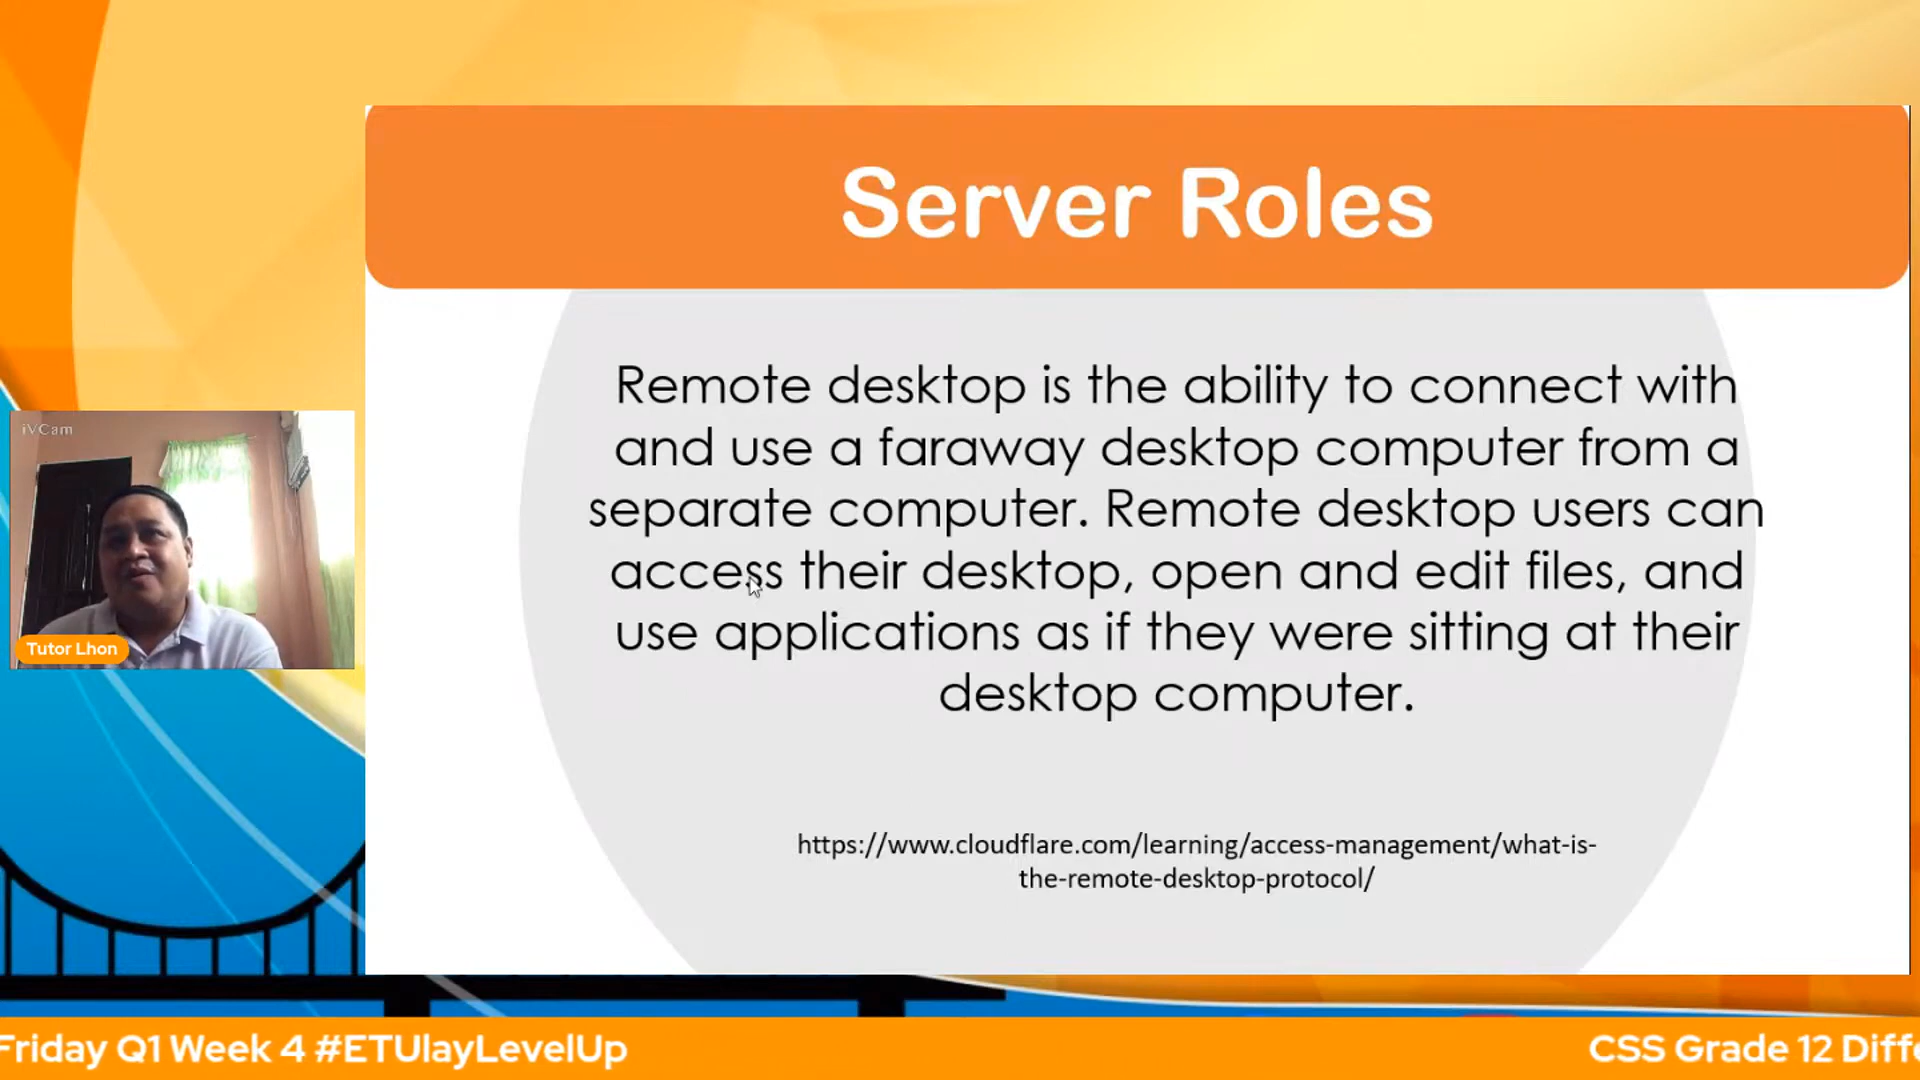 Server Roles
Remote desktop is the ability to connect with
and use a faraway desktop computer from a
separate computer. Remote desktop users can
access their desktop, open and edit files, and
use applications as if they were sitting at their
desktop computer.
https://www.cloudflare.com/learning/access-management/what-is-
the-remote-desktop-protocol/
iVCam
Tutor Lhon
Friday Q1 Week 4 #ETUlayLevelUp
CSS Grade 12 Diffe